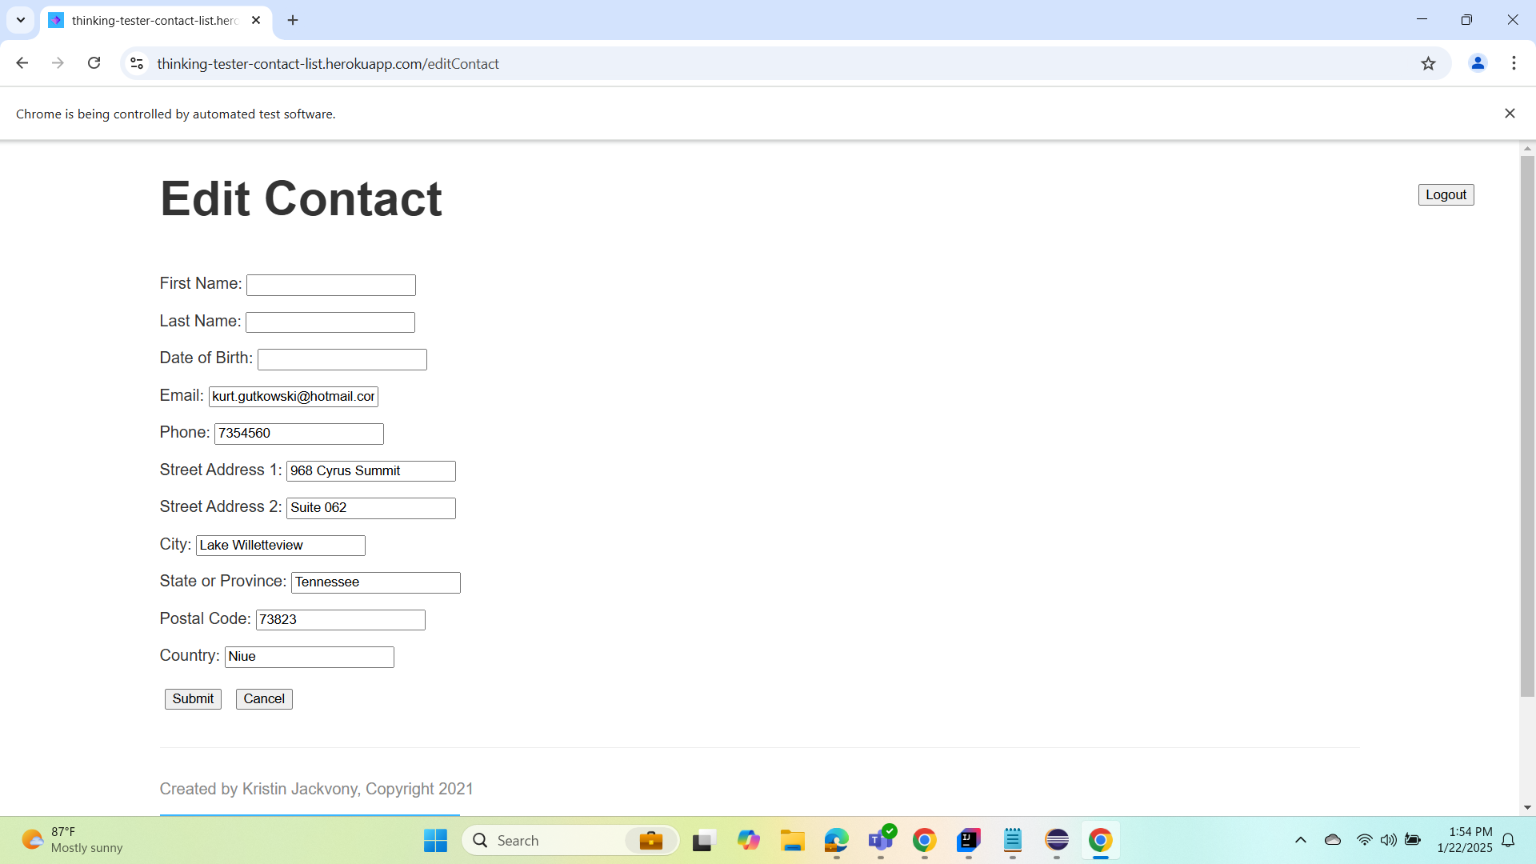 thinking-tester-contact-list.herc
thinking-tester-contact-list.herokuapp.com/editContact
Chrome is being controlled by automated test software.
Edit Contact
Logout
First Name:
Last Name:
Date of Birth:
Email: kurt.gutkowski@hotmail.cor
Phone: 7354560
Street Address 1: 968 Cyrus Summit
Street Address 2: Suite 062
City: Lake Willetteview
State or Province: Tennessee
Postal Code: 73823
Country: Niue
Submit Cancel
Created by Kristin Jackvony, Copyright 2021
87°F
Mostly sunny
Search
1:54 PM
1/22/2025